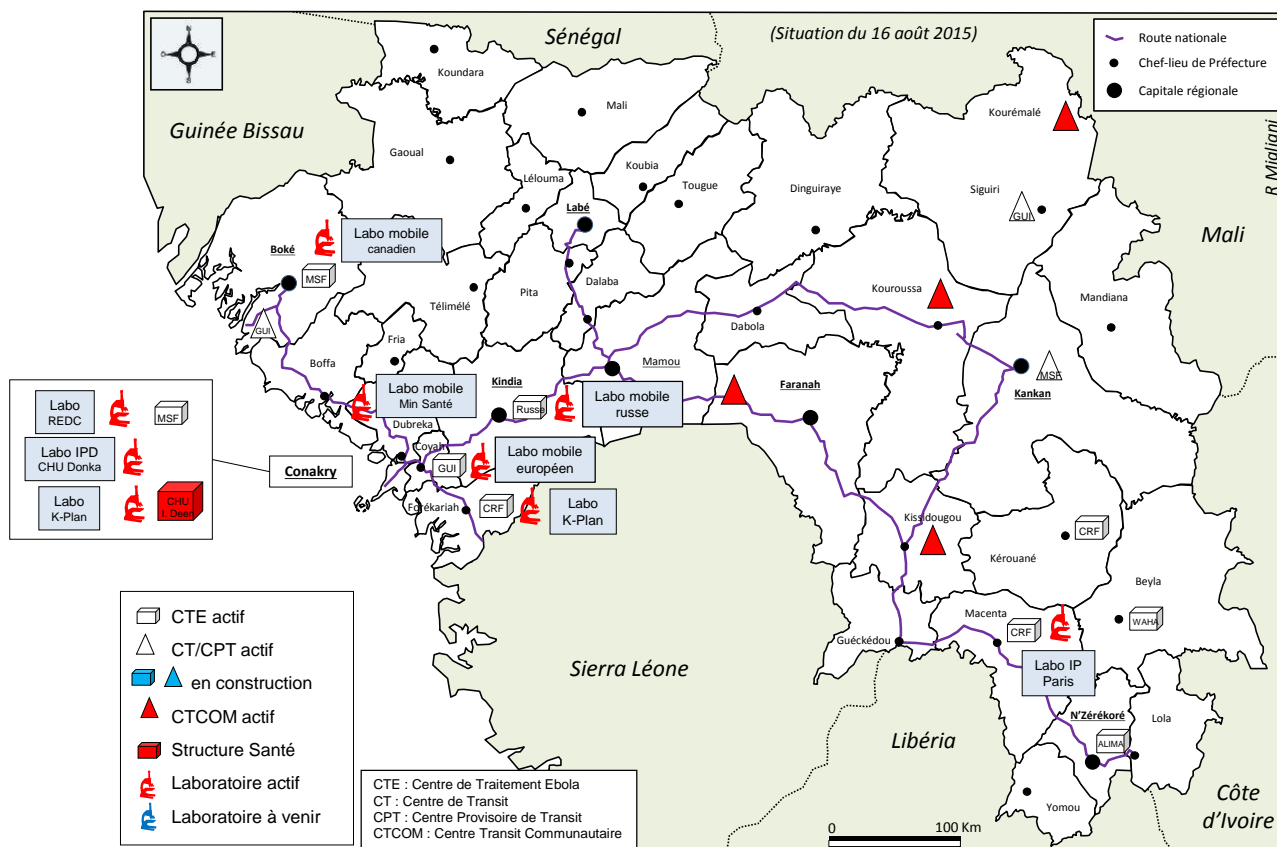 Sénégal
(Situation du 16 août 2015)
Route nationale
Chef-lieu de Préfecture
Capitale régionale
R Migliani
Koundara
Mali
Kourémalé
Guinée Bissau
Gaoual
Koubia
Lélouma
Tougue
Dinguiraye
Siguiri
GUI
Labé
Mali
Labo mobile
canadien
Boké
MSF
Dalaba
Pita
Télimélé
Kouroussa
Mandiana
GUI
Dabola
Fria
Boffa
Mamou
MSF
Kankan
Kindia
Faranah
Labo mobile
Min Santé
Russe
Labo mobile
russe
Labo
REDC
MSF
Labo IPD
CHU Donka
Labo
K-Plan
CHU
I. Deen
Conakry
Dubreka
Coyah
GUI
Labo mobile
européen
Forékariah
CRF
Labo
K-Plan
Kissidougou
CRF
Kérouané
Beyla
Macenta
CRF
WAHA
Guéckédou
Labo IP
Paris
Sierra Léone
N'Zérékoré
Lola
Libéria
ALIMA
Yomou
Côte
d'Ivoire
CTE actif
CT/CPT actif
en construction
CTCOM actif
Structure Santé
Laboratoire actif
Laboratoire à venir
CTE : Centre de Traitement Ebola
CT : Centre de Transit
CPT : Centre Provisoire de Transit
CTCOM : Centre Transit Communautaire
0
100 Km
N
E
S
O